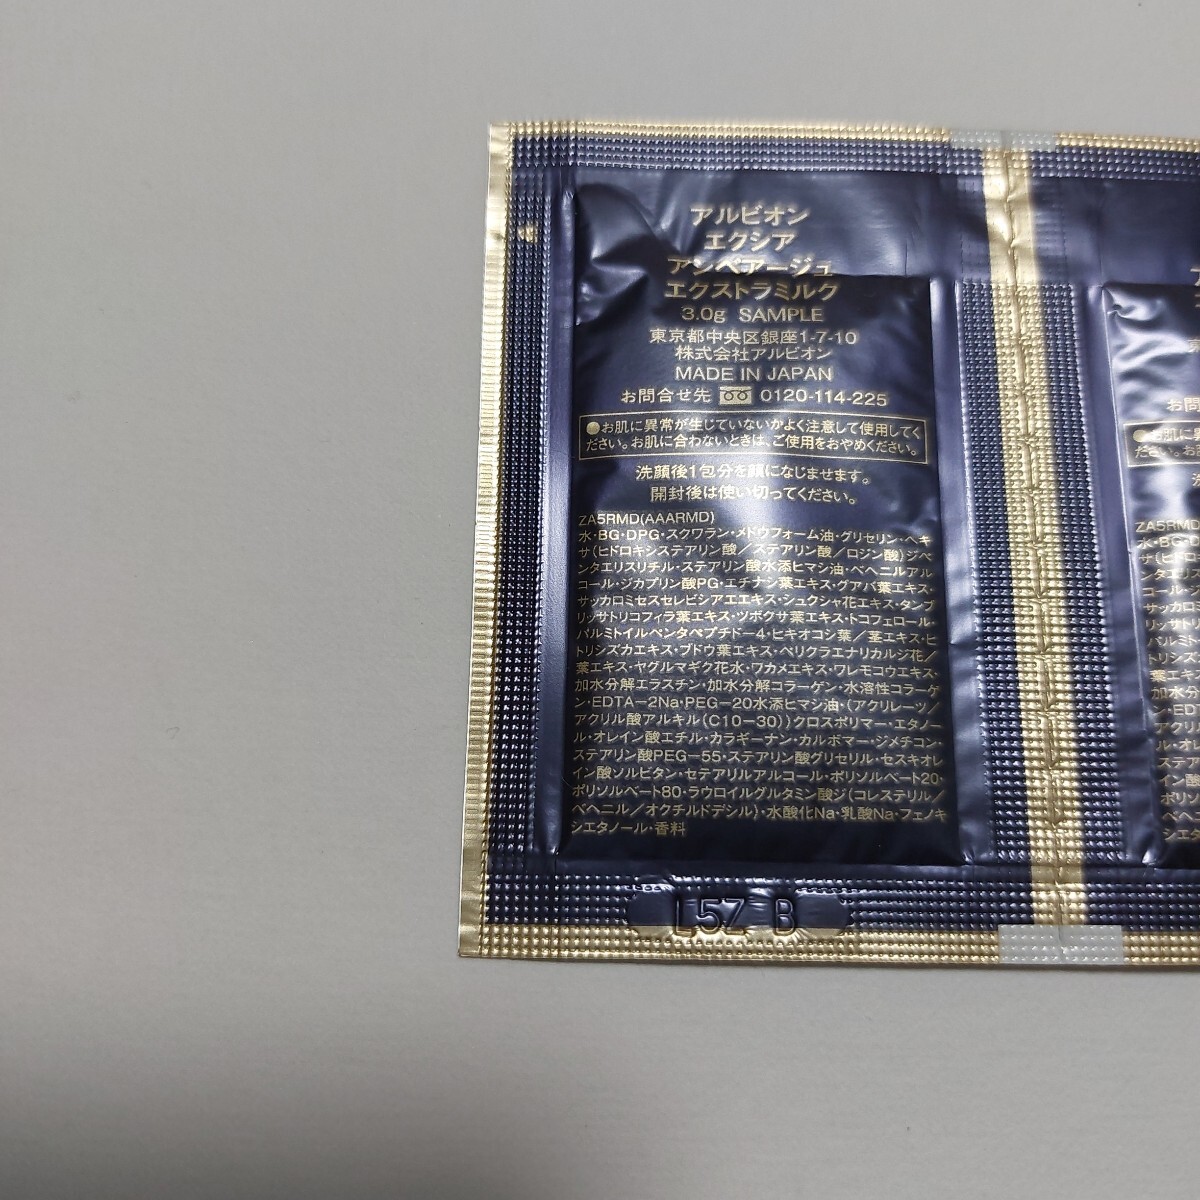 アルビオン
エクシア
アンベアージュ
エクストラミルク
3.0g SAMPLE
東京都中央区銀座1-7-10
株式会社アルビオン
MADE IN JAPAN
お問合せ先 0120-114-225
●お肌に異常が生じていないかよく注意して使用してく
ださい。お肌に合わないときは、ご使用をおやめください。
洗顔後1包分を顔になじませます。
開封後は使い切ってください。
ZA5RMD(AAARMD)
水・BG・DPG・スクワラン・メドウフォーム油・グリセリン・ヘキ
サ(ヒドロキシステアリン酸/ステアリン酸/ロジン酸)ジペ
ンタエリスリチル・ステアリン酸水添ヒマシ油・ベヘニルアル
コール・ジカプリン酸PG・エチナシ葉エキス・グアバ葉エキス・
サッカロミセスセレビシアエエキス・シュクシャ花エキス・タンブ
リッサトリコフィラ葉エキス・ツボクサ葉エキス・トコフェロール・
パルミトイルペンタペプチド-4・ヒキオコシ葉/茎エキス・ヒ
トリシズカエキス・ブドウ葉エキス・ペリクラエナリカルジ花/
葉エキス・ヤグルマギク花水・ワカメエキス・ワレモコウエキス・
加水分解エラスチン・加水分解コラーゲン・水溶性コラーゲ
ン・EDTA-2Na・PEG-20水添ヒマシ油・(アクリレーツ/
アクリル酸アルキル(C10-30))クロスポリマー・エタノー
ル・オレイン酸エチル・カラギーナン・カルボマー・ジメチコン・
ステアリン酸PEG-55・ステアリン酸グリセリル・セスキオレ
イン酸ソルビタン・セテアリルアルコール・ポリソルベート20・
ポリソルベート80・ラウロイルグルタミン酸ジ(コレステリル/
ベヘニル/オクチルドデシル)・水酸化Na・乳酸Na・フェノキ
シエタノール・香料
L5Z B